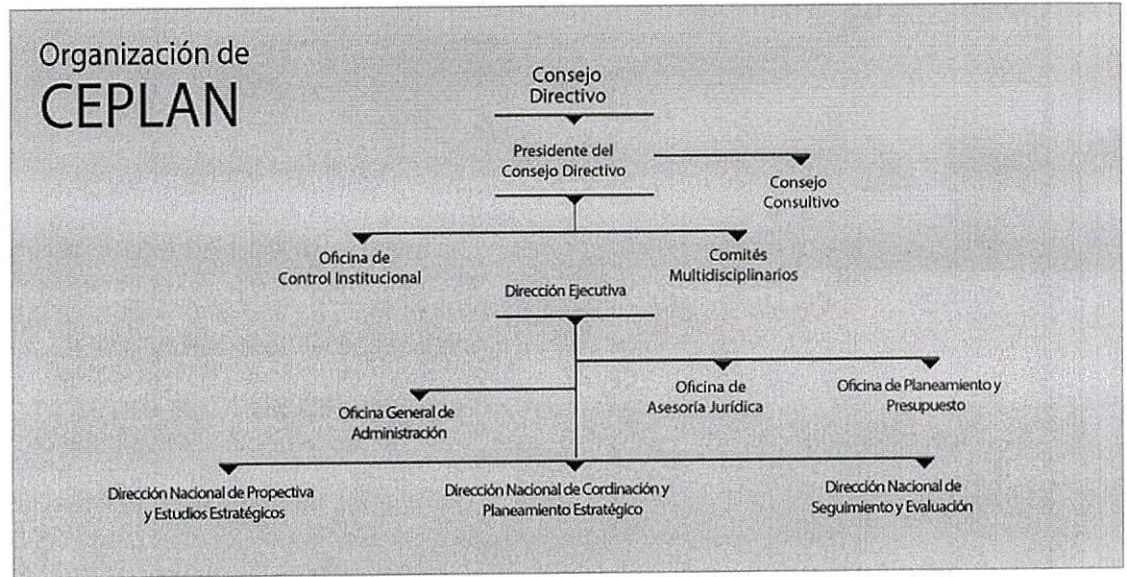 Organización de
CEPLAN
Consejo
Directivo
Presidente del
Consejo Directivo
Consejo
Consultivo
Oficina de
Control Institucional
Comités
Multidisciplinarios
Dirección Ejecutiva
Oficina General de
Administración
Oficina de
Asesoría Jurídica
Oficina de Planeamiento y
Presupuesto
Dirección Nacional de Propectiva
y Estudios Estratégicos
Dirección Nacional de Cordinación y
Planeamiento Estratégico
Dirección Nacional de
Seguimiento y Evaluación